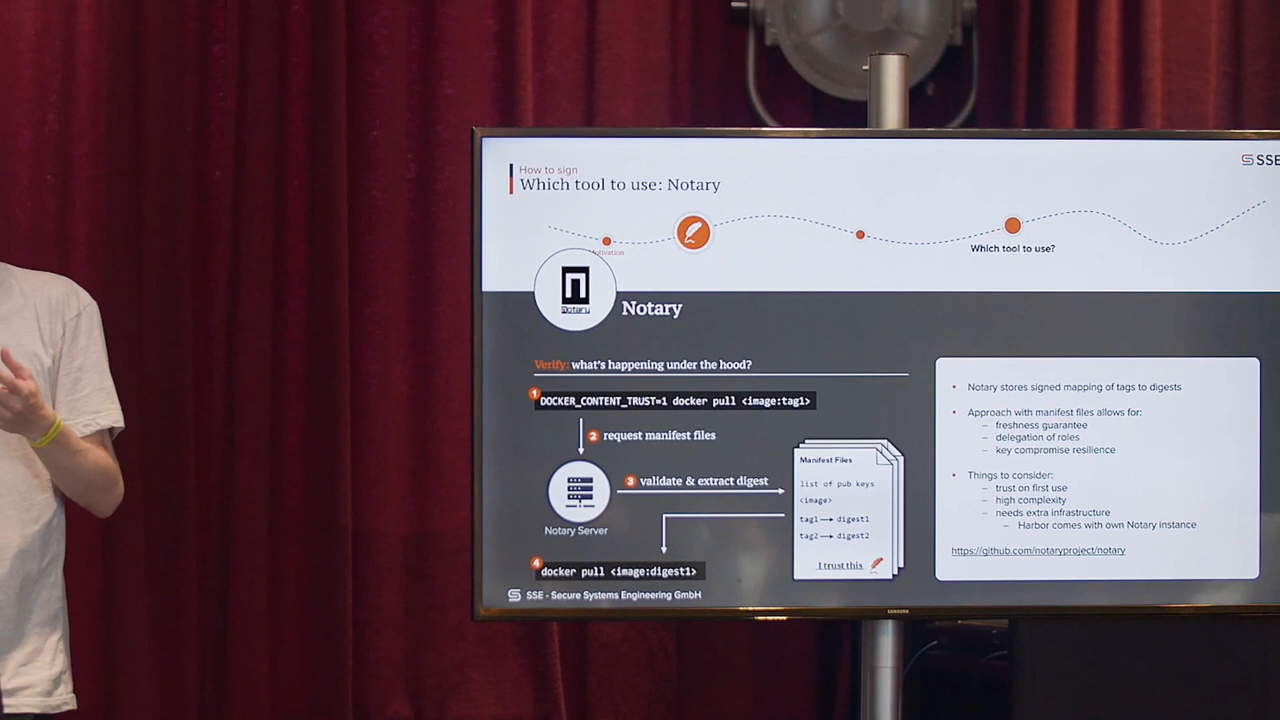 How to sign
Which tool to use: Notary
SSE
Motivation
Which tool to use?
Notary
Notary
Verify: what's happening under the hood?
1
DOCKER_CONTENT_TRUST=1 docker pull <image:tag1>
2 request manifest files
3 validate & extract digest
Notary Server
Manifest Files
list of pub keys
<image>
tag1 → digest1
tag2 → digest2
I trust this
4
docker pull <image:digest1>
SSE - Secure Systems Engineering GmbH
• Notary stores signed mapping of tags to digests
• Approach with manifest files allows for:
– freshness guarantee
– delegation of roles
– key compromise resilience
• Things to consider:
– trust on first use
– high complexity
– needs extra infrastructure
– Harbor comes with own Notary instance
https://github.com/notaryproject/notary
SAMSUNG